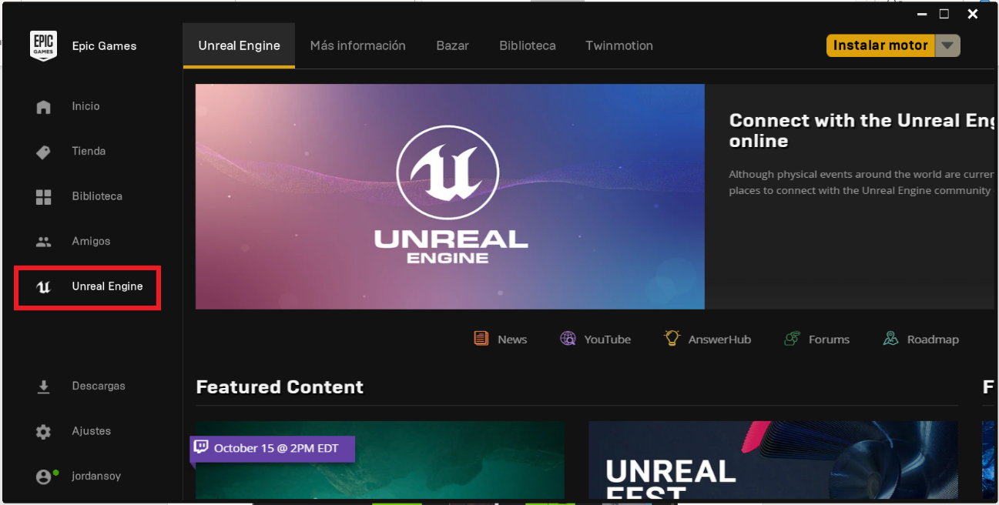 EPIC
GAMES
Epic Games
Unreal Engine
Más información
Bazar
Biblioteca
Twinmotion
Instalar motor
Inicio
Tienda
Biblioteca
Amigos
Unreal Engine
Descargas
Ajustes
jordansoy
UNREAL
ENGINE
Connect with the Unreal Eng
online
Although physical events around the world are curren
places to connect with the Unreal Engine community
News
YouTube
AnswerHub
Forums
Roadmap
Featured Content
F
October 15 @ 2PM EDT
UNREAL
FEST